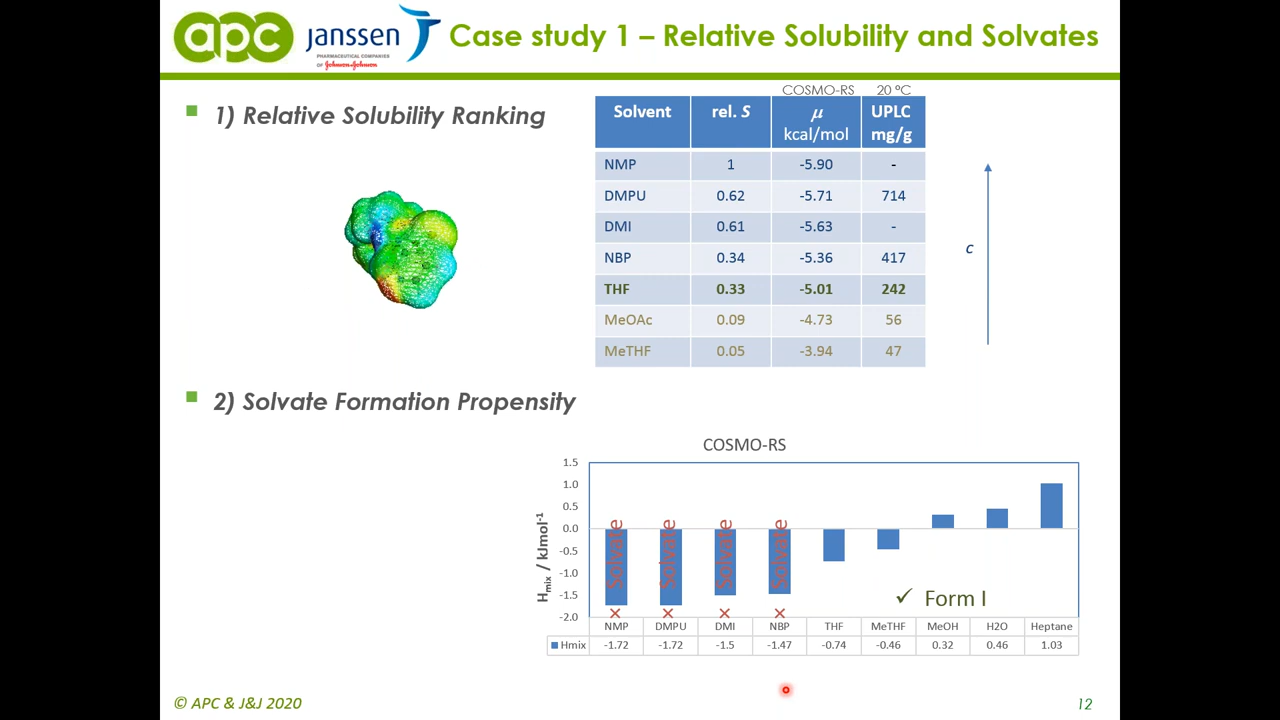 apc
janssen
PHARMACEUTICAL COMPANIES
OF Johnson & Johnson
Case study 1 – Relative Solubility and Solvates
1) Relative Solubility Ranking
COSMO-RS 20 ºC
Solvent rel. S μ kcal/mol UPLC mg/g
NMP 1 -5.90 -
DMPU 0.62 -5.71 714
DMI 0.61 -5.63 -
NBP 0.34 -5.36 417
THF 0.33 -5.01 242
MeOAc 0.09 -4.73 56
MeTHF 0.05 -3.94 47
c
2) Solvate Formation Propensity
COSMO-RS
Hmix / kJmol-1
1.5
1.0
0.5
0.0
-0.5
-1.0
-1.5
-2.0
Solvate Solvate Solvate Solvate
× × × ×
✓ Form I
NMP DMPU DMI NBP THF MeTHF MeOH H2O Heptane
Hmix -1.72 -1.72 -1.5 -1.47 -0.74 -0.46 0.32 0.46 1.03
© APC & J&J 2020
12